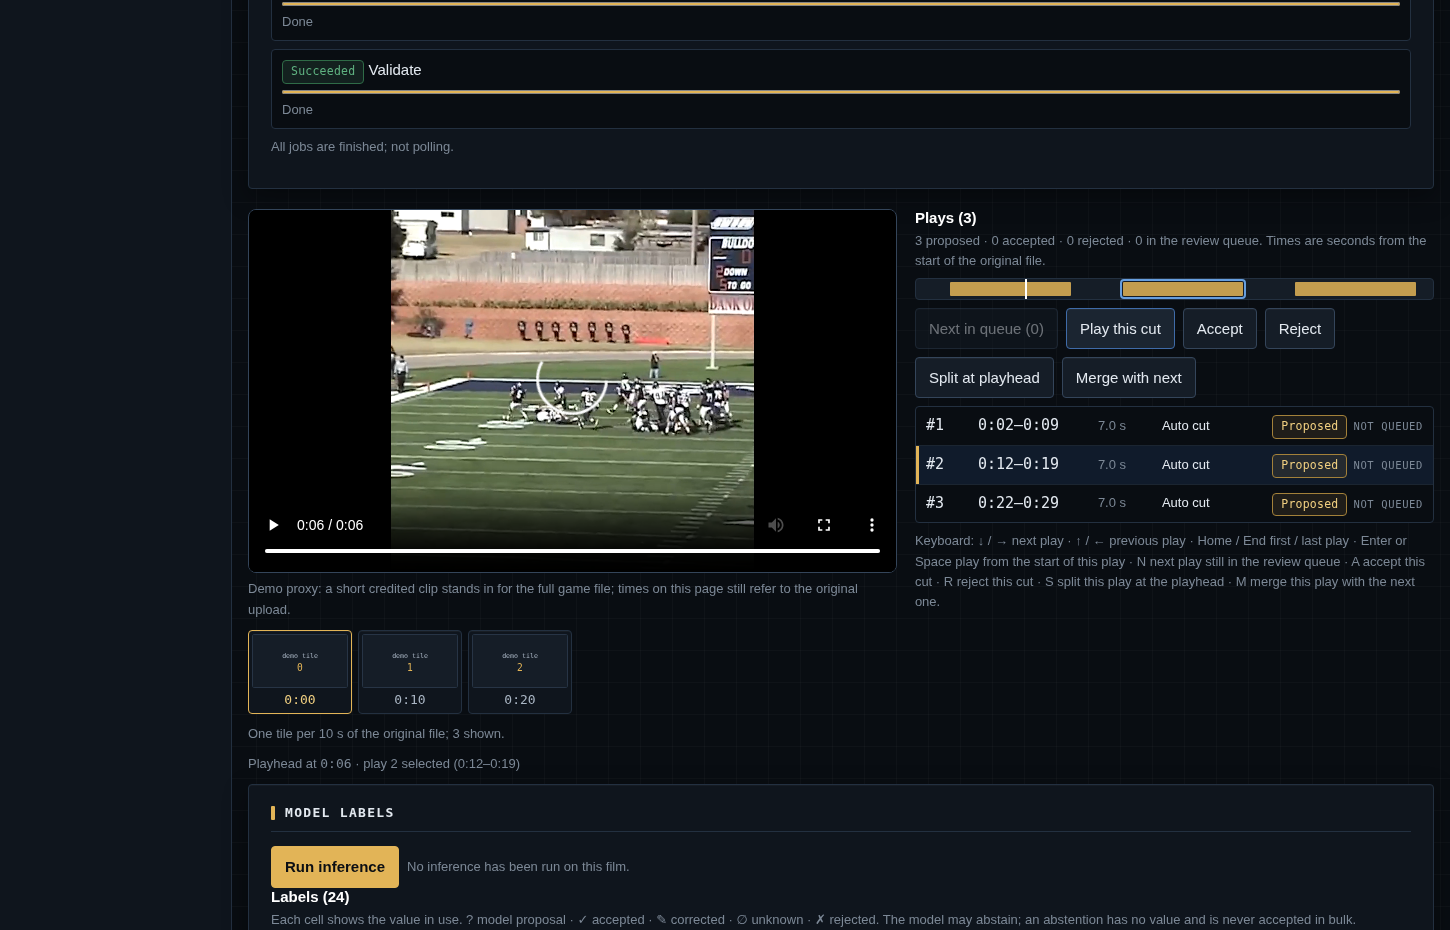 Done
Succeeded Validate
Done
All jobs are finished; not polling.
BULLDO
DOWN
TO GO
BANK O
0:06 / 0:06
Demo proxy: a short credited clip stands in for the full game file; times on this page still refer to the original
upload.
demo tile demo tile demo tile
0 1 2
0:00 0:10 0:20
One tile per 10 s of the original file; 3 shown.
Playhead at 0:06 · play 2 selected (0:12–0:19)
Plays (3)
3 proposed · 0 accepted · 0 rejected · 0 in the review queue. Times are seconds from the
start of the original file.
Next in queue (0) Play this cut Accept Reject
Split at playhead Merge with next
#1 0:02–0:09 7.0 s Auto cut Proposed NOT QUEUED
#2 0:12–0:19 7.0 s Auto cut Proposed NOT QUEUED
#3 0:22–0:29 7.0 s Auto cut Proposed NOT QUEUED
Keyboard: ↓ / → next play · ↑ / ← previous play · Home / End first / last play · Enter or
Space play from the start of this play · N next play still in the review queue · A accept this
cut · R reject this cut · S split this play at the playhead · M merge this play with the next
one.
MODEL LABELS
Run inference No inference has been run on this film.
Labels (24)
Each cell shows the value in use. ? model proposal · ✓ accepted · ✎ corrected · ∅ unknown · ✗ rejected. The model may abstain; an abstention has no value and is never accepted in bulk.